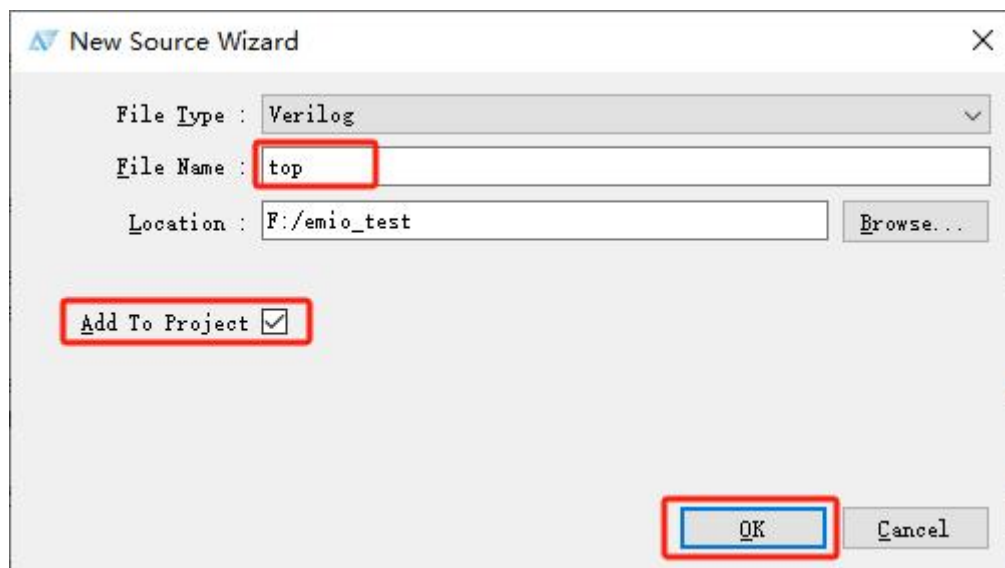 New Source Wizard
File Type : Verilog
File Name : top
Location : F:/emio_test Browse...
Add To Project
OK Cancel